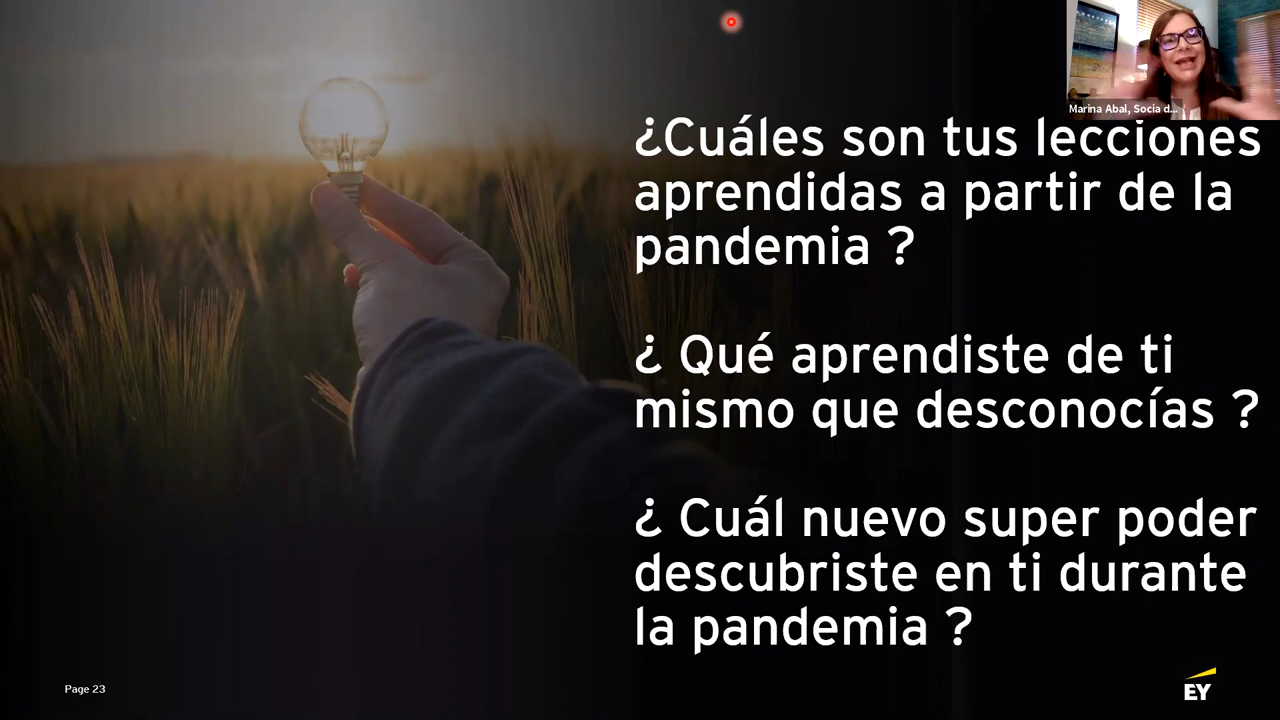 Marina Abal, Socia d...
¿Cuáles son tus lecciones
aprendidas a partir de la
pandemia ?
¿ Qué aprendiste de ti
mismo que desconocías ?
¿ Cuál nuevo super poder
descubriste en ti durante
la pandemia ?
Page 23
EY